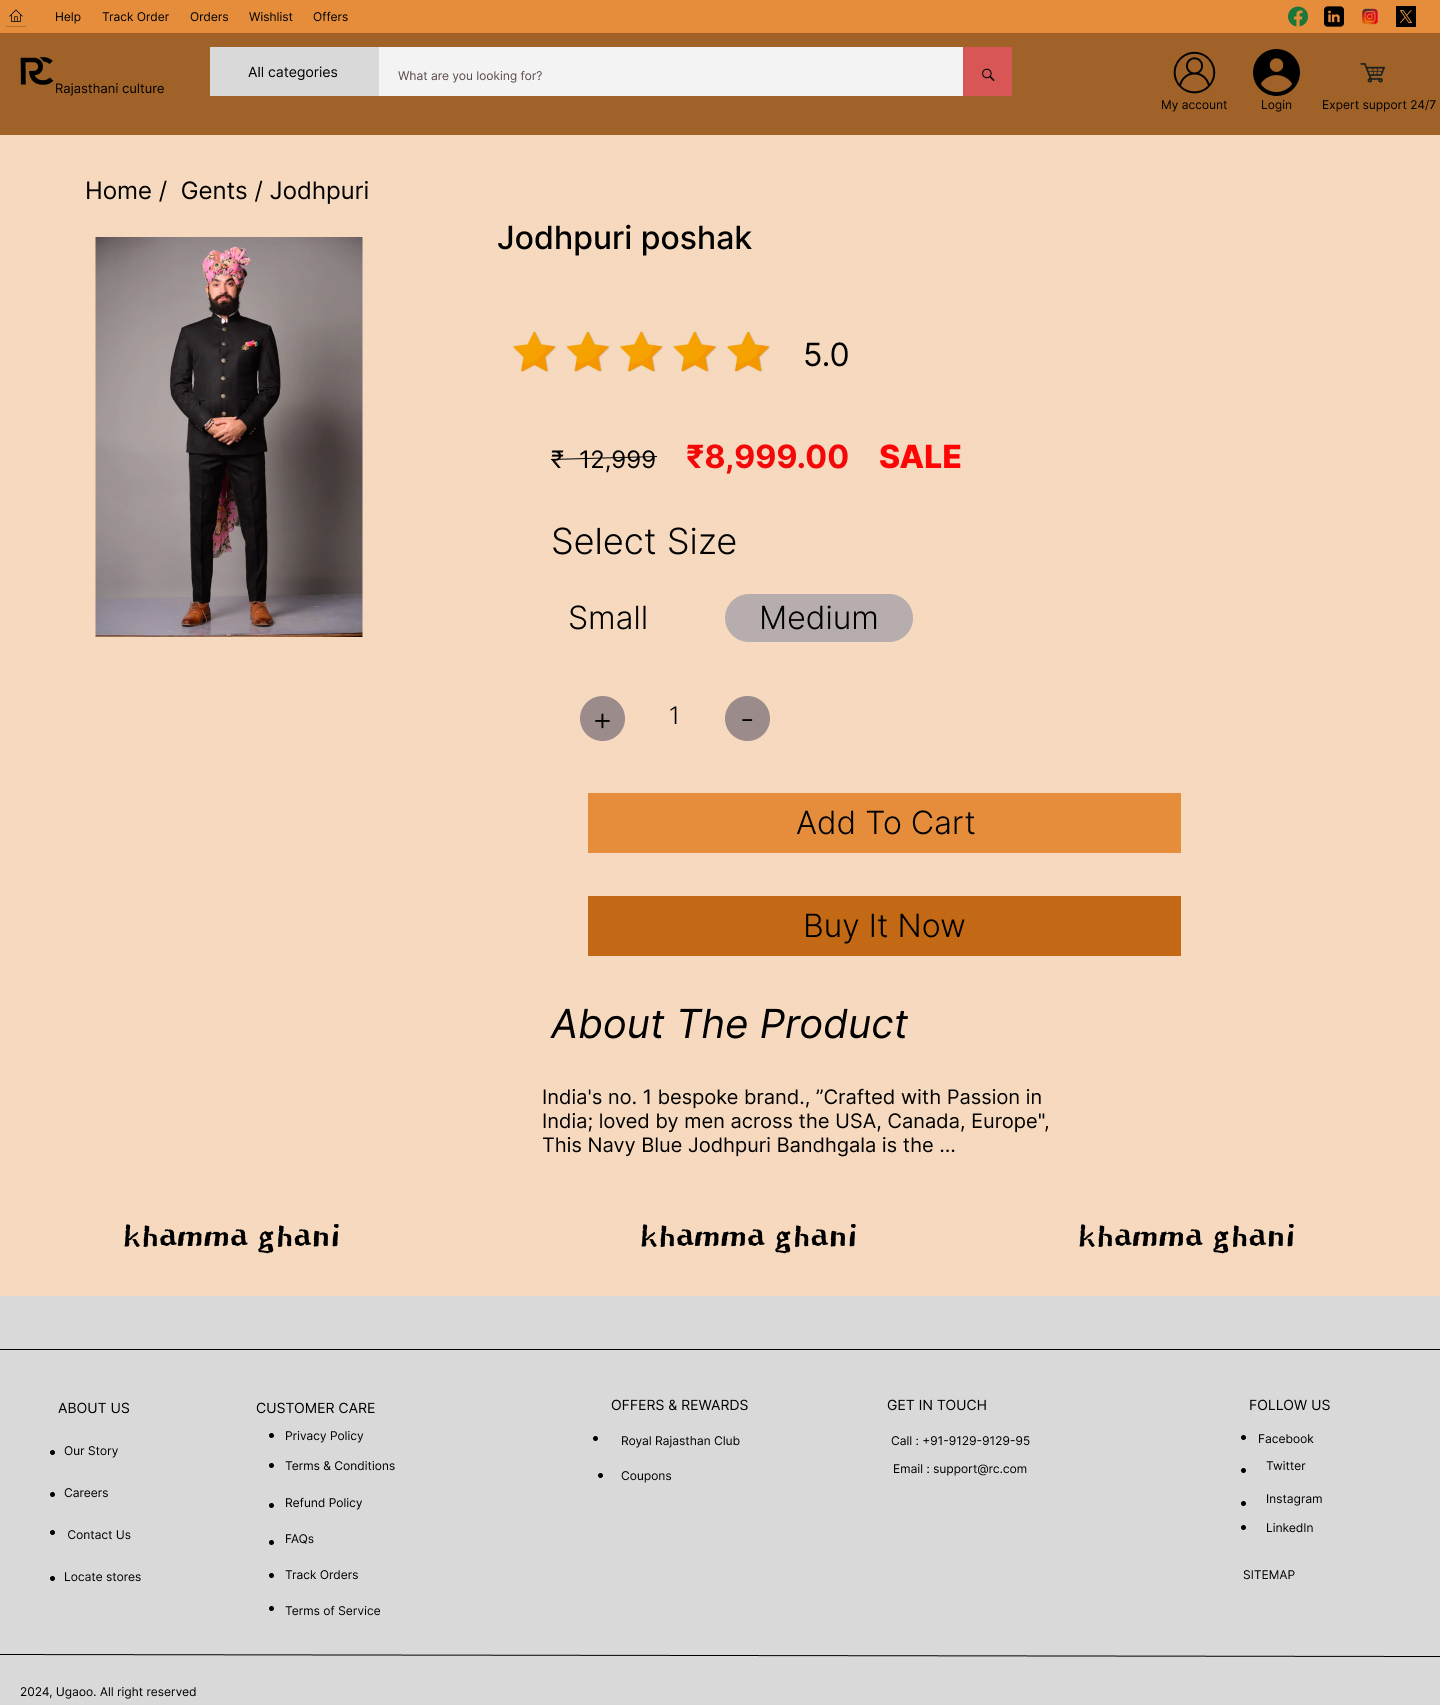 Help Track Order Orders Wishlist Offers
RC Rajasthani culture
All categories What are you looking for?
My account Login Expert support 24/7
Home / Gents / Jodhpuri
Jodhpuri poshak
5.0
₹ 12,999 ₹8,999.00 SALE
Select Size
Small Medium
+ 1 -
Add To Cart
Buy It Now
About The Product
India's no. 1 bespoke brand., ”Crafted with Passion in
India; loved by men across the USA, Canada, Europe",
This Navy Blue Jodhpuri Bandhgala is the ...
khamma ghani khamma ghani khamma ghani
ABOUT US
Our Story
Careers
Contact Us
Locate stores
CUSTOMER CARE
Privacy Policy
Terms & Conditions
Refund Policy
FAQs
Track Orders
Terms of Service
OFFERS & REWARDS
Royal Rajasthan Club
Coupons
GET IN TOUCH
Call : +91-9129-9129-95
Email : support@rc.com
FOLLOW US
Facebook
Twitter
Instagram
LinkedIn
SITEMAP
2024, Ugaoo. All right reserved